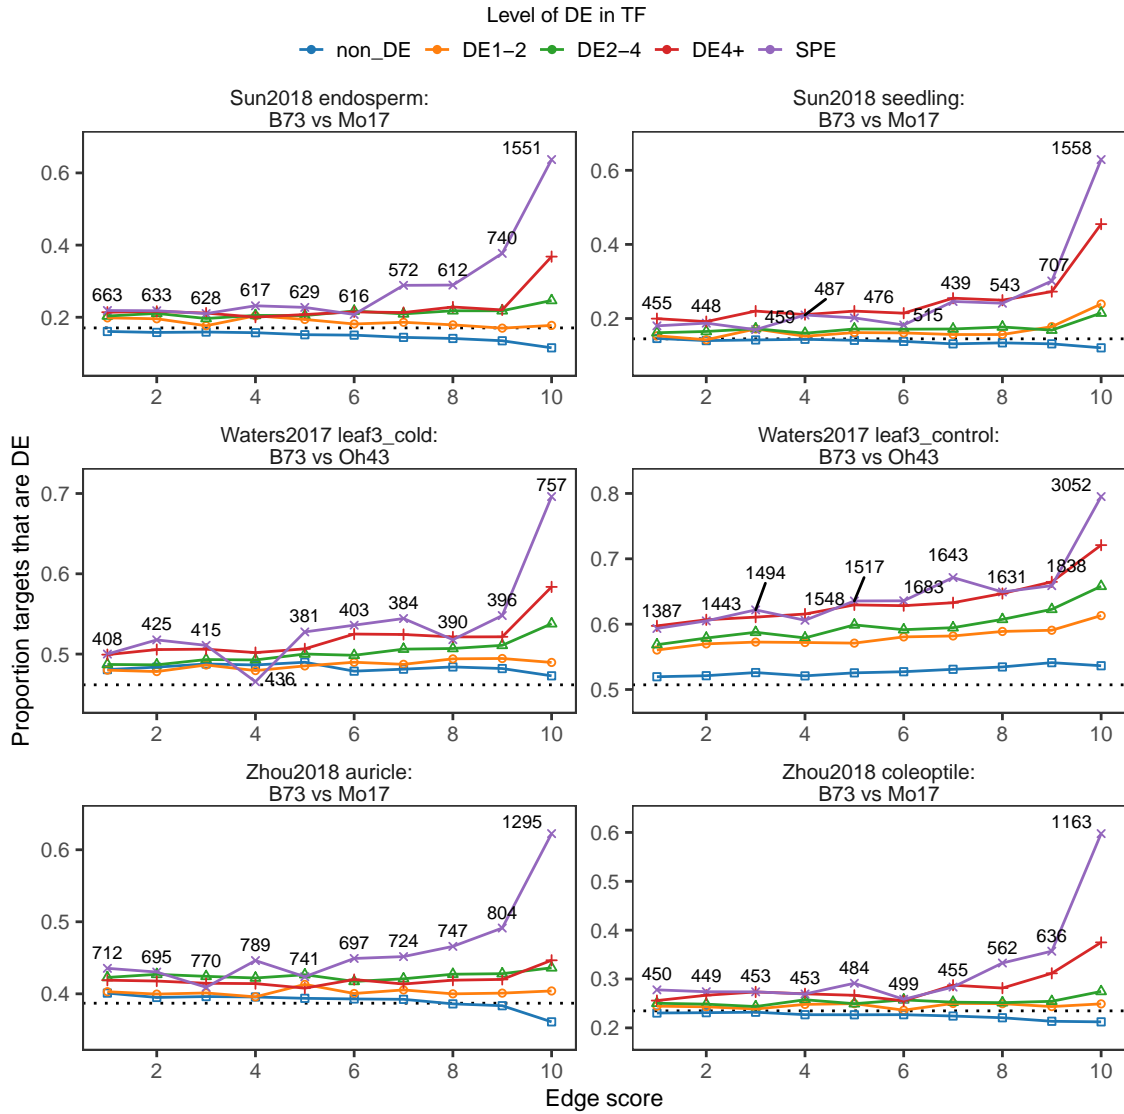 Level of DE in TF
non_DE DE1−2 DE2−4 DE4+ SPE
Sun2018 endosperm:
B73 vs Mo17
0.6
0.4
0.2
663 633 628 617 629 616 572 612 740 1551
2 4 6 8 10
Sun2018 seedling:
B73 vs Mo17
0.6
0.4
0.2
455 448 459 487 476 515 439 543 707 1558
2 4 6 8 10
Waters2017 leaf3_cold:
B73 vs Oh43
0.7
0.6
0.5
408 425 415 436 381 403 384 390 396 757
2 4 6 8 10
Waters2017 leaf3_control:
B73 vs Oh43
0.8
0.7
0.6
0.5
1387 1443 1494 1548 1517 1683 1643 1631 1838 3052
2 4 6 8 10
Zhou2018 auricle:
B73 vs Mo17
0.6
0.5
0.4
712 695 770 789 741 697 724 747 804 1295
2 4 6 8 10
Zhou2018 coleoptile:
B73 vs Mo17
0.6
0.5
0.4
0.3
0.2
450 449 453 453 484 499 455 562 636 1163
2 4 6 8 10
Proportion targets that are DE
Edge score